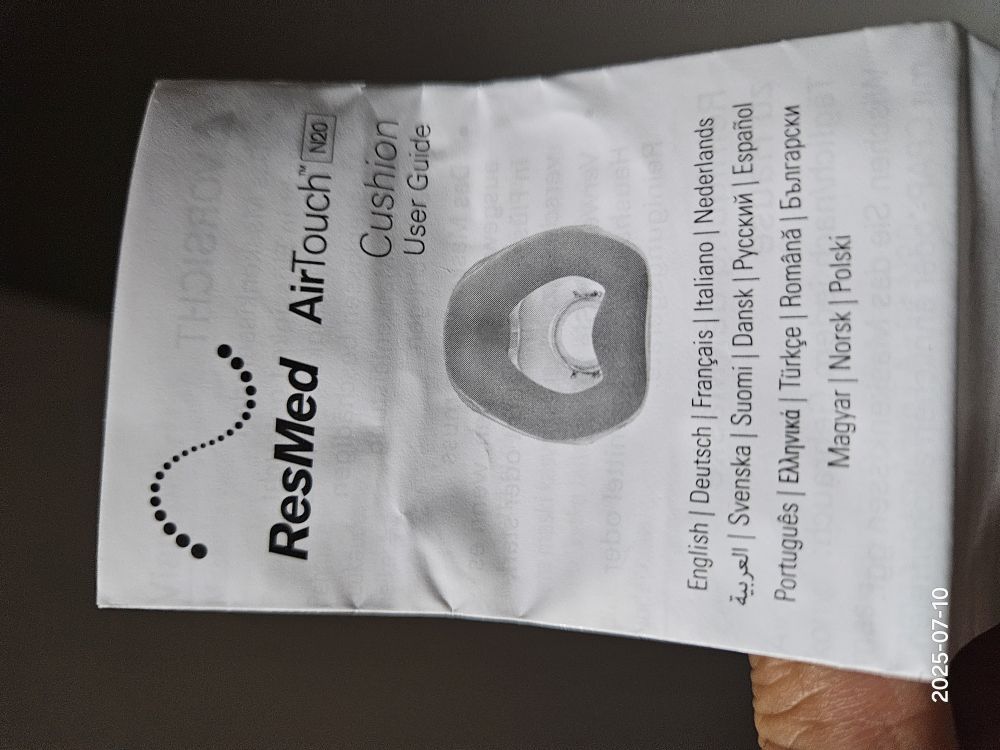 ResMed
AirTouch™ N20
Cushion
User Guide
English | Deutsch | Français | Italiano | Nederlands
العربية | Svenska | Suomi | Dansk | Русский | Español
Português | Ελληνικά | Türkçe | Română | Български
Magyar | Norsk | Polski
2025-07-10